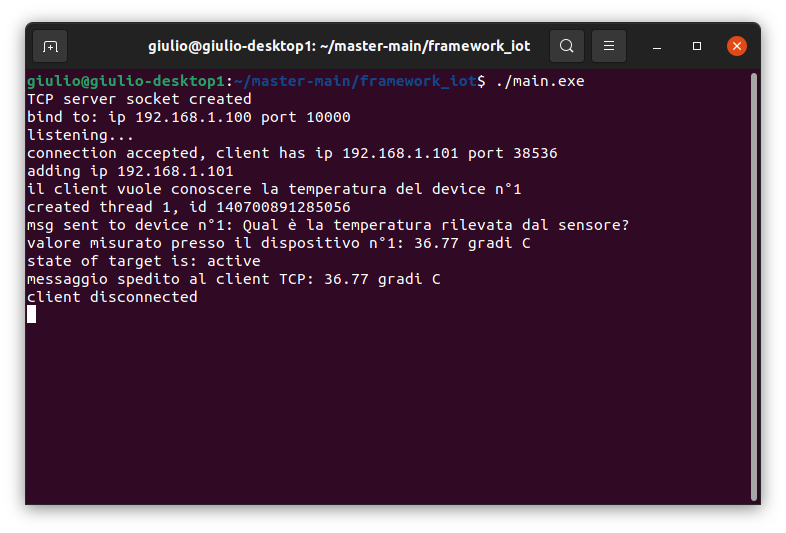 giulio@giulio-desktop1: ~/master-main/framework_iot
giulio@giulio-desktop1:~/master-main/framework_iot$ ./main.exe
TCP server socket created
bind to: ip 192.168.1.100 port 10000
listening...
connection accepted, client has ip 192.168.1.101 port 38536
adding ip 192.168.1.101
il client vuole conoscere la temperatura del device n°1
created thread 1, id 140700891285056
msg sent to device n°1: Qual è la temperatura rilevata dal sensore?
valore misurato presso il dispositivo n°1: 36.77 gradi C
state of target is: active
messaggio spedito al client TCP: 36.77 gradi C
client disconnected